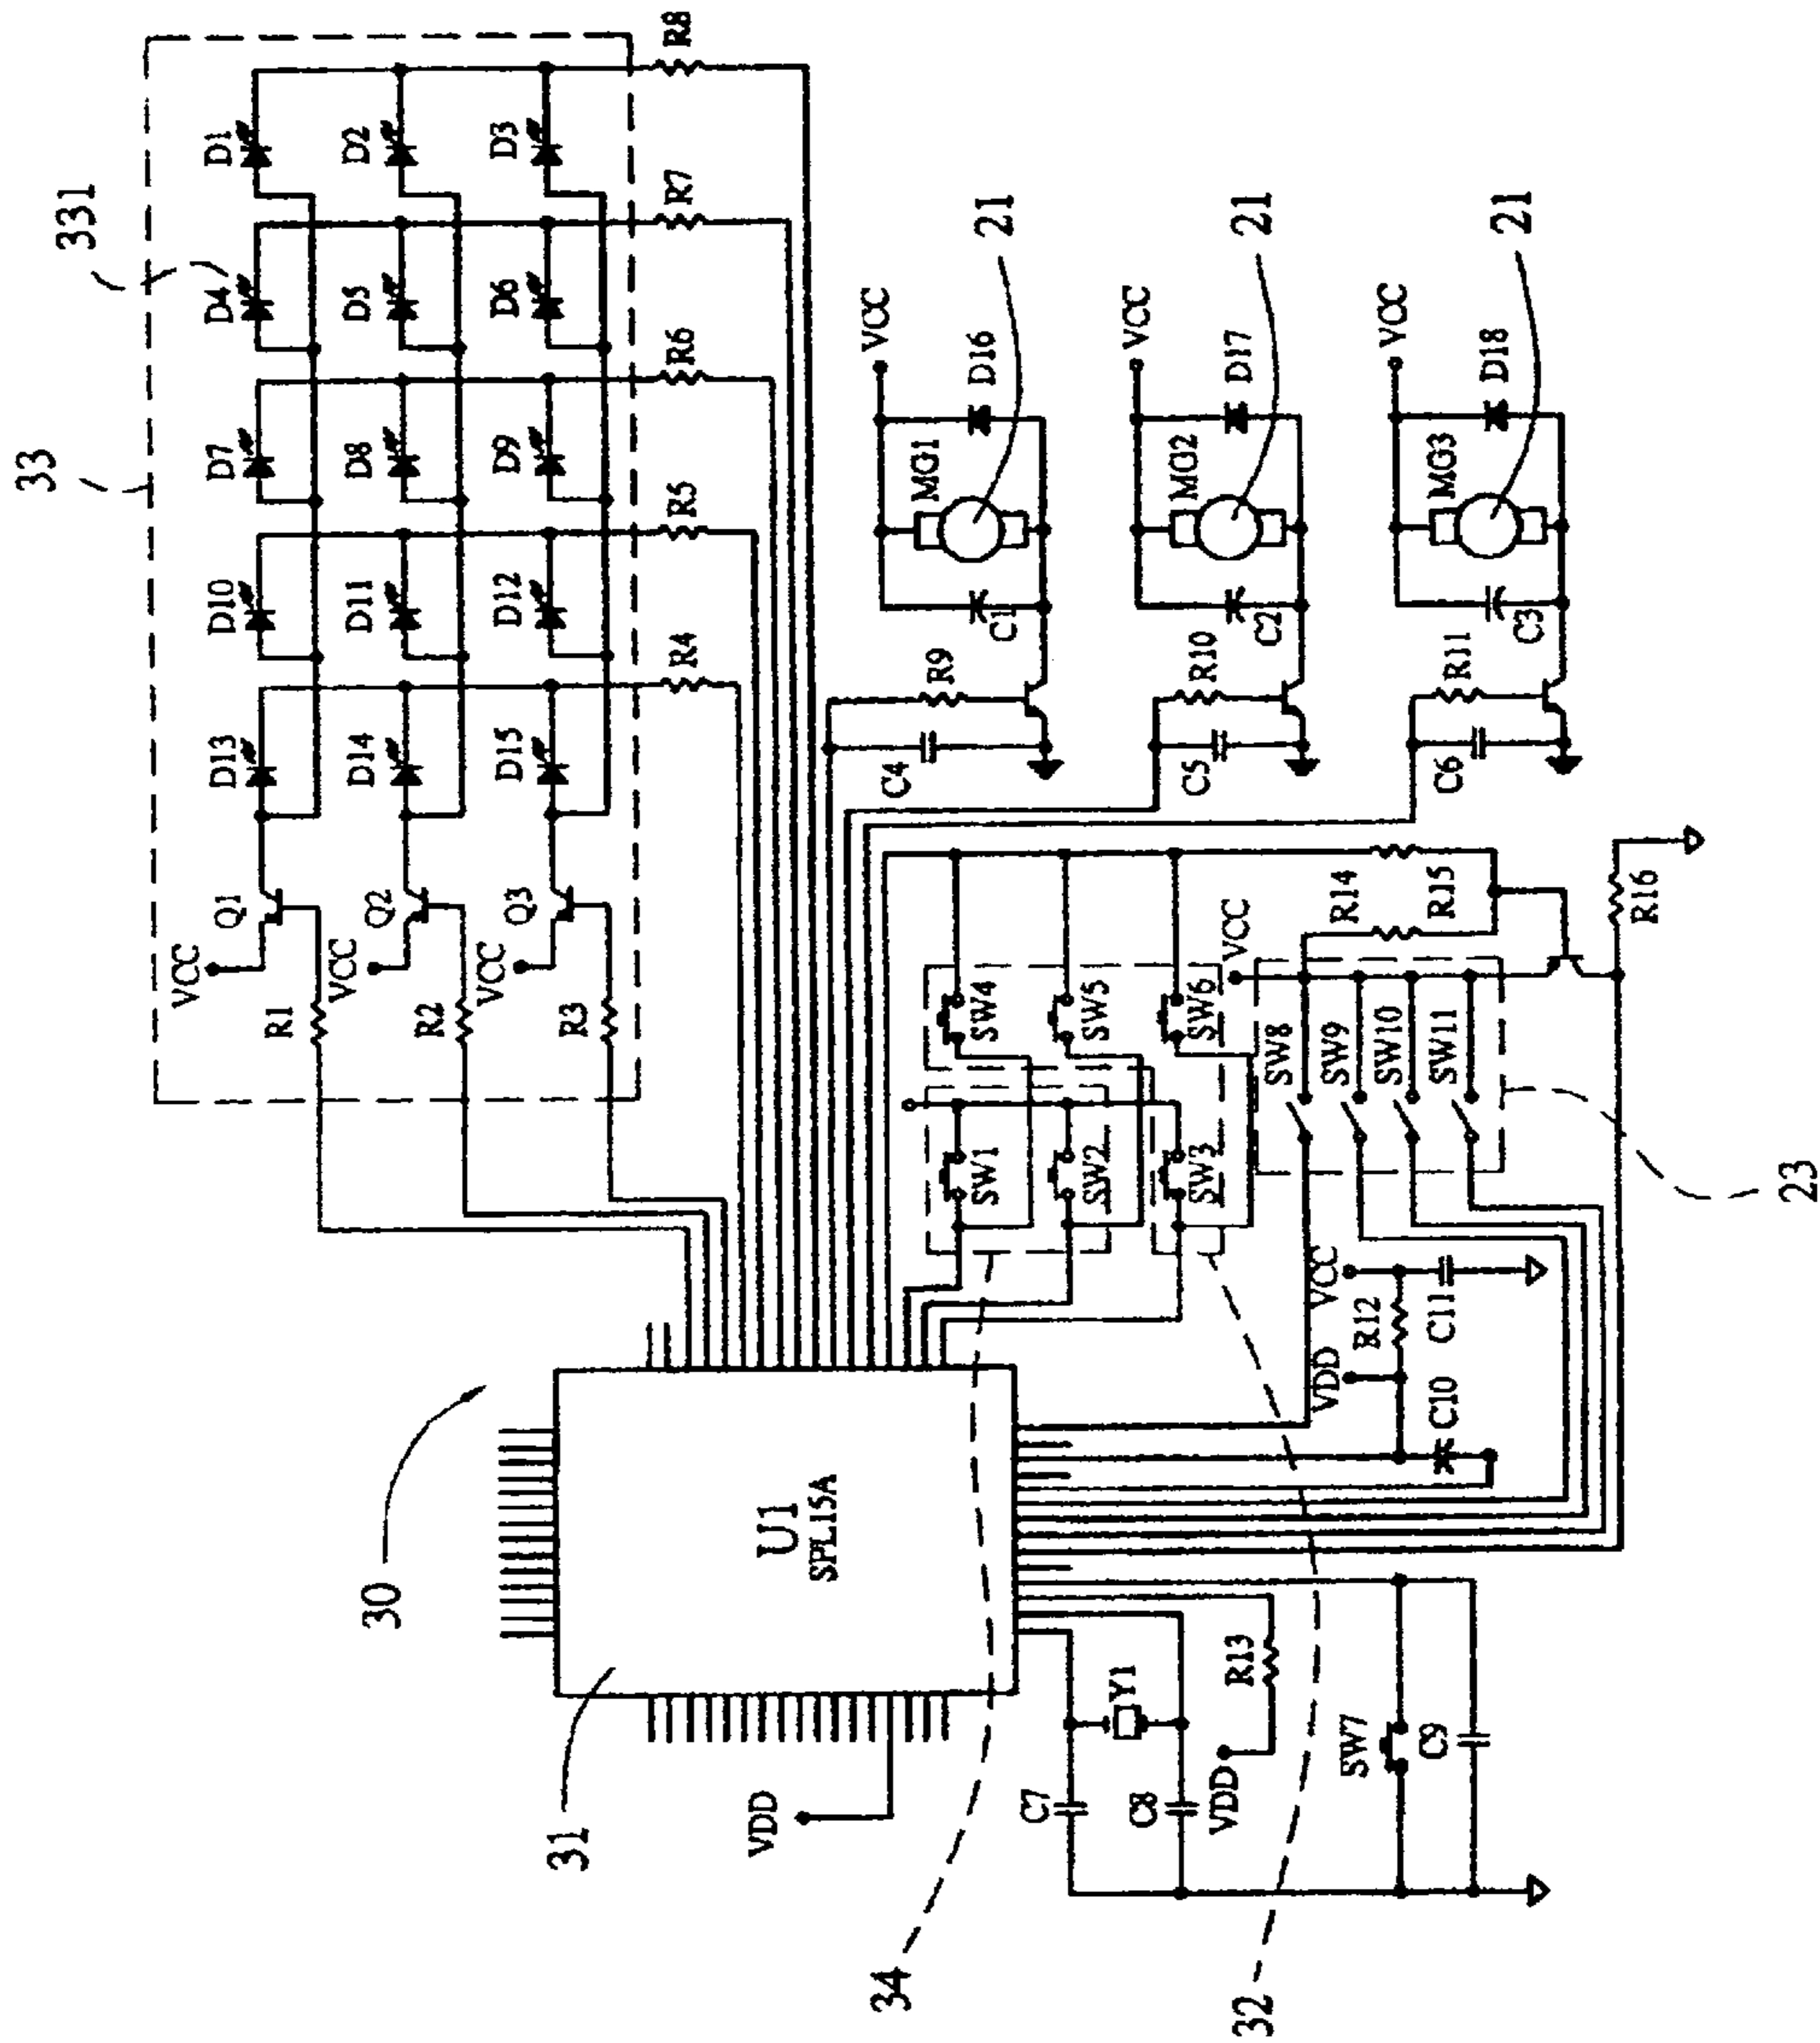 33
331
D1
D4
D7
D10
D13
D2
D5
D8
D11
D14
D3
D6
D9
D12
D15
VCC
Q1
VCC
Q2
VCC
Q3
R1
R2
R3
R4
R5
R6
R7
R8
30
31
U1
SPL15A
VDD
VCC
D16
MG1
21
C1
R9
C4
VCC
D17
MG2
21
C2
R10
C5
VCC
D18
MG3
21
C3
R11
C6
SW4
SW5
SW6
SW1
SW2
SW3
VCC
R14
R15
R16
SW8
SW9
SW10
SW11
23
VCC
R12
C11
VDD
C10
Y1
C7
C8
R13
VDD
SW7
C9
34
32